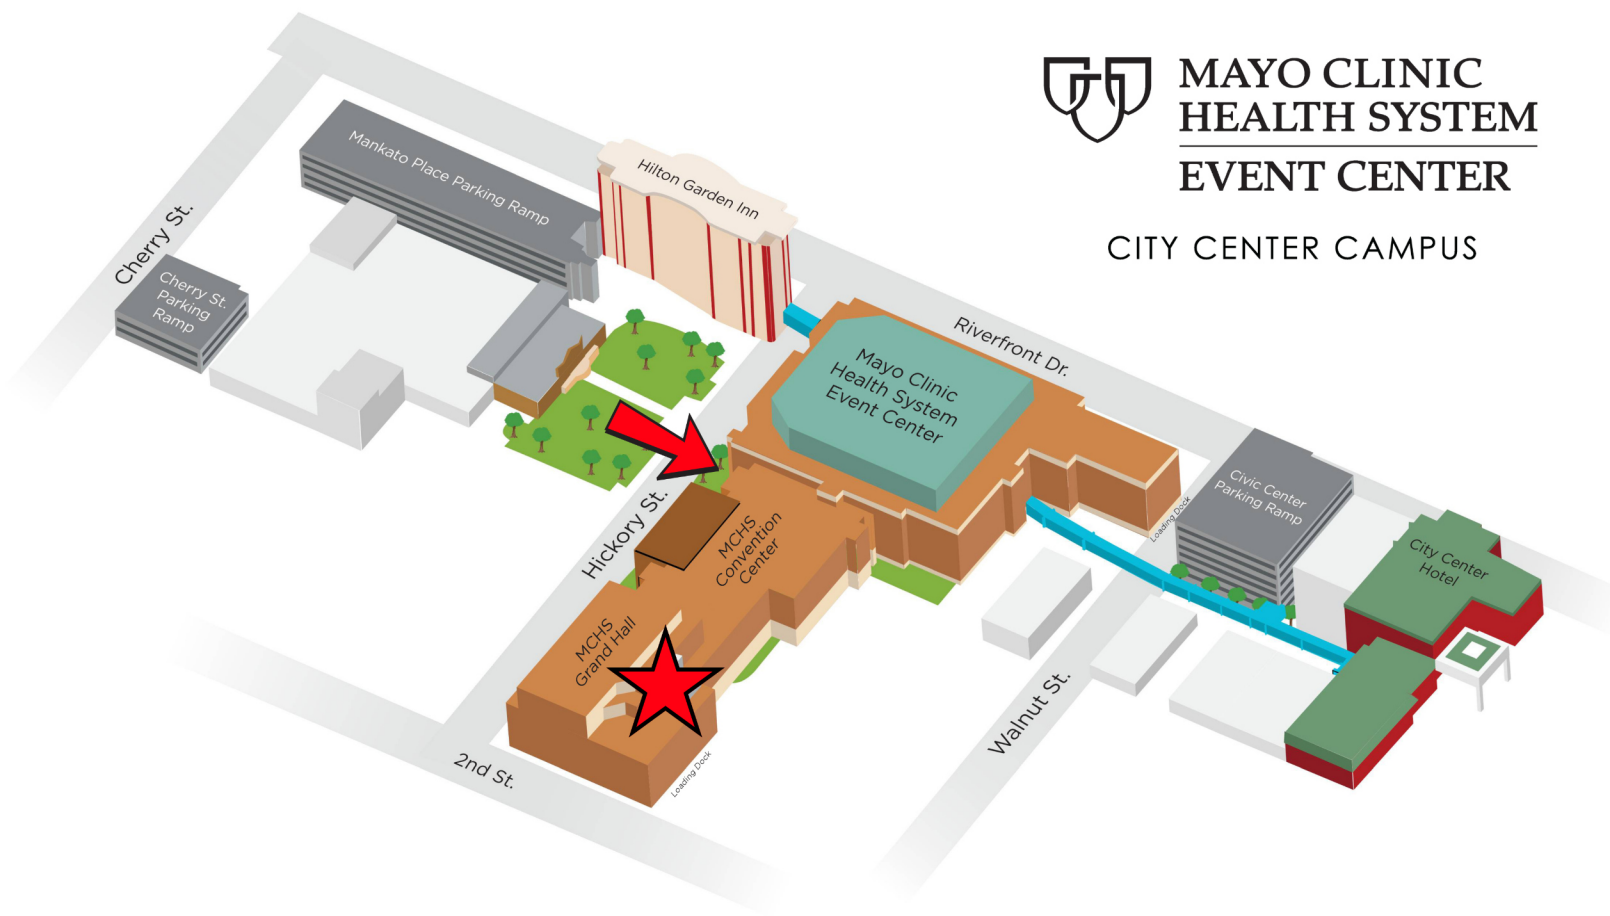 MAYO CLINIC
HEALTH SYSTEM
EVENT CENTER
CITY CENTER CAMPUS
Mankato Place Parking Ramp
Hilton Garden Inn
Cherry St.
Cherry St.
Parking
Ramp
Riverfront Dr.
Mayo Clinic
Health System
Event Center
Hickory St.
MCHS
Convention
Center
Loading Dock
Civic Center
Parking Ramp
City Center
Hotel
MCHS
Grand Hall
Walnut St.
2nd St.
Loading Dock